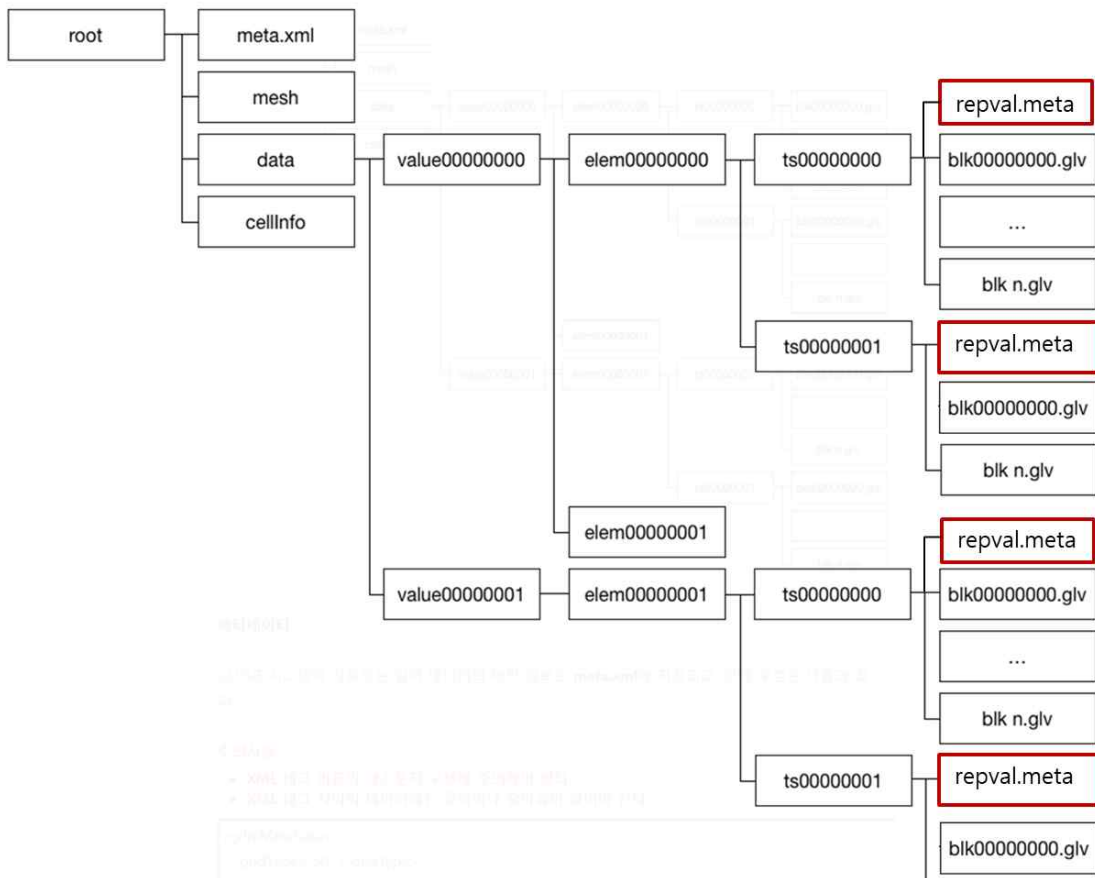 root
meta.xml
mesh
data
cellInfo
value00000000
elem00000000
ts00000000
repval.meta
blk00000000.glv
...
blk n.glv
ts00000001
repval.meta
blk00000000.glv
blk n.glv
elem00000001
value00000001
elem00000001
ts00000000
repval.meta
blk00000000.glv
...
blk n.glv
ts00000001
repval.meta
blk00000000.glv